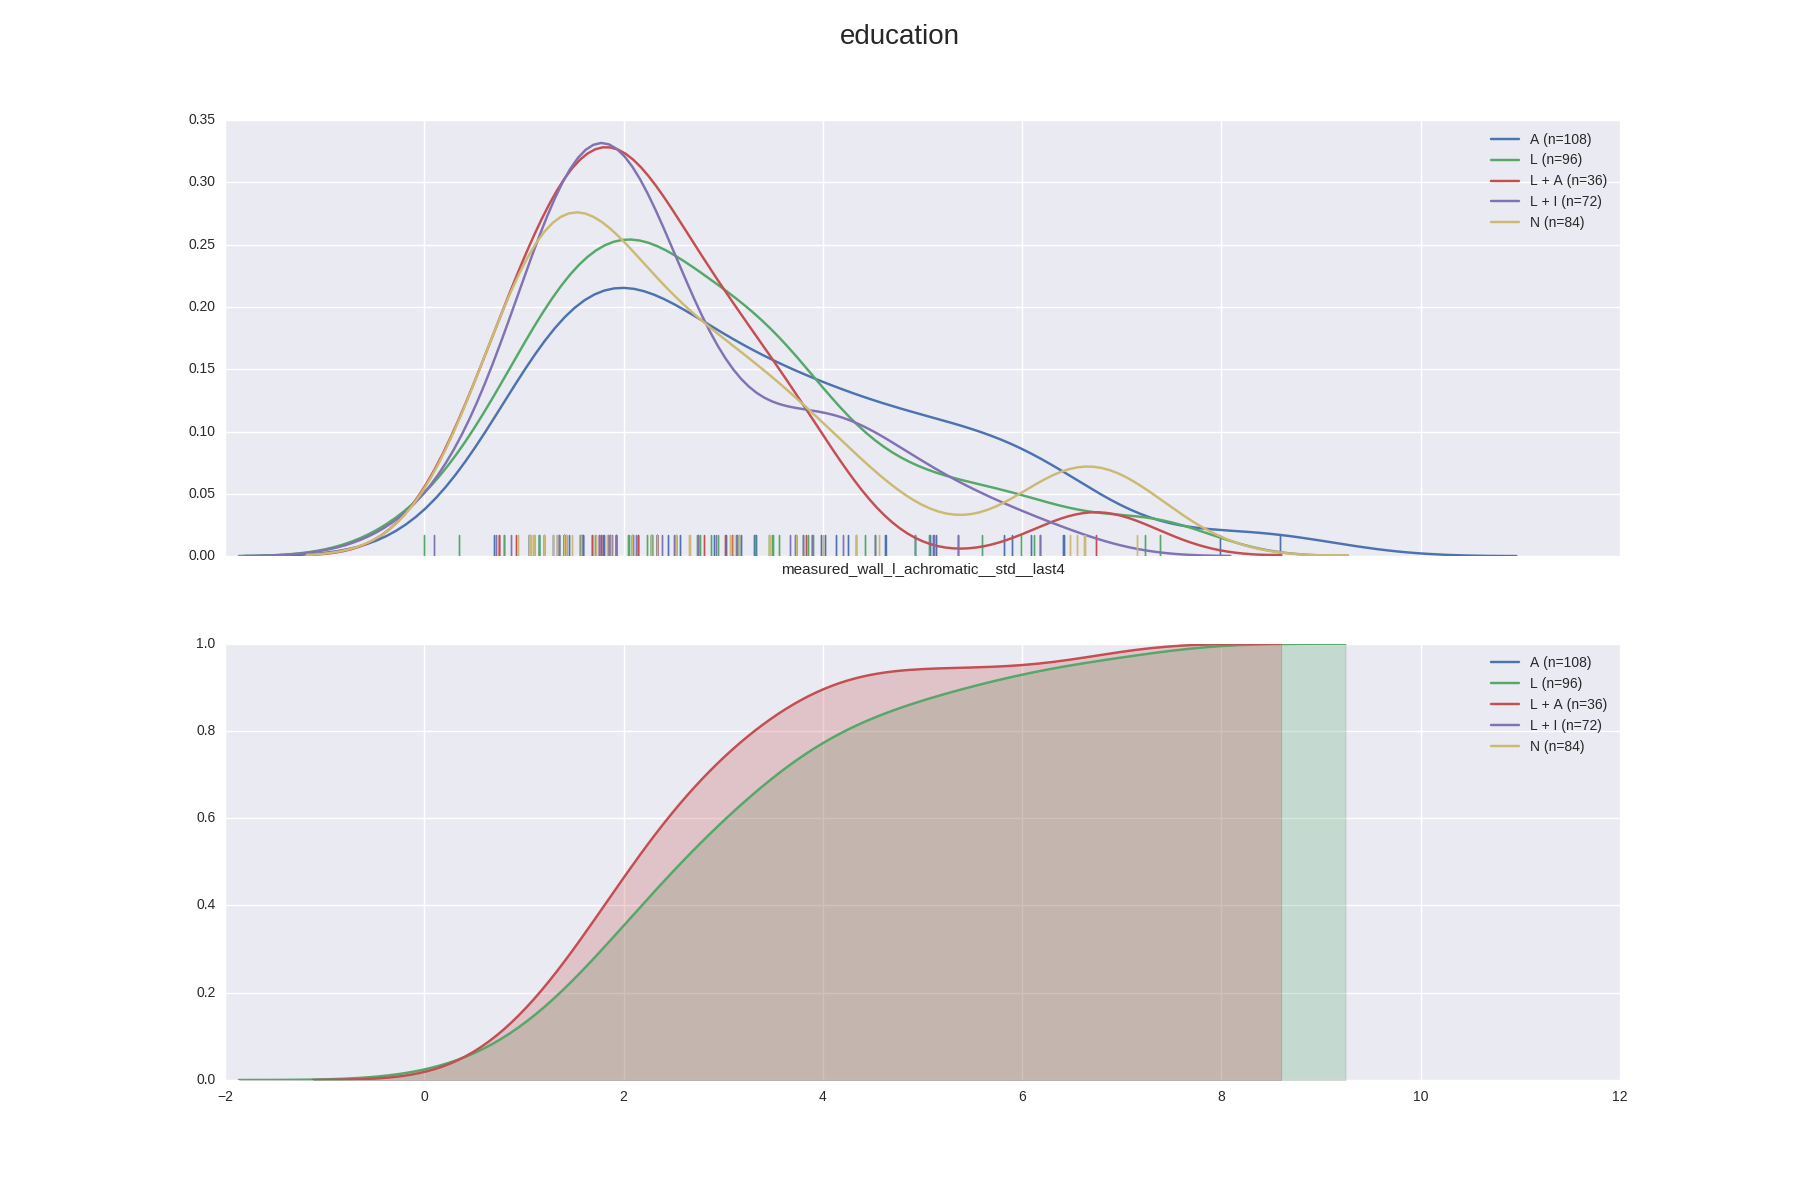 education
0.35
0.30
0.25
0.20
0.15
0.10
0.05
0.00
A (n=108)
L (n=96)
L + A (n=36)
L + I (n=72)
N (n=84)
measured_wall_l_achromatic__std__last4
1.0
0.8
0.6
0.4
0.2
0.0
A (n=108)
L (n=96)
L + A (n=36)
L + I (n=72)
N (n=84)
−2 0 2 4 6 8 10 12